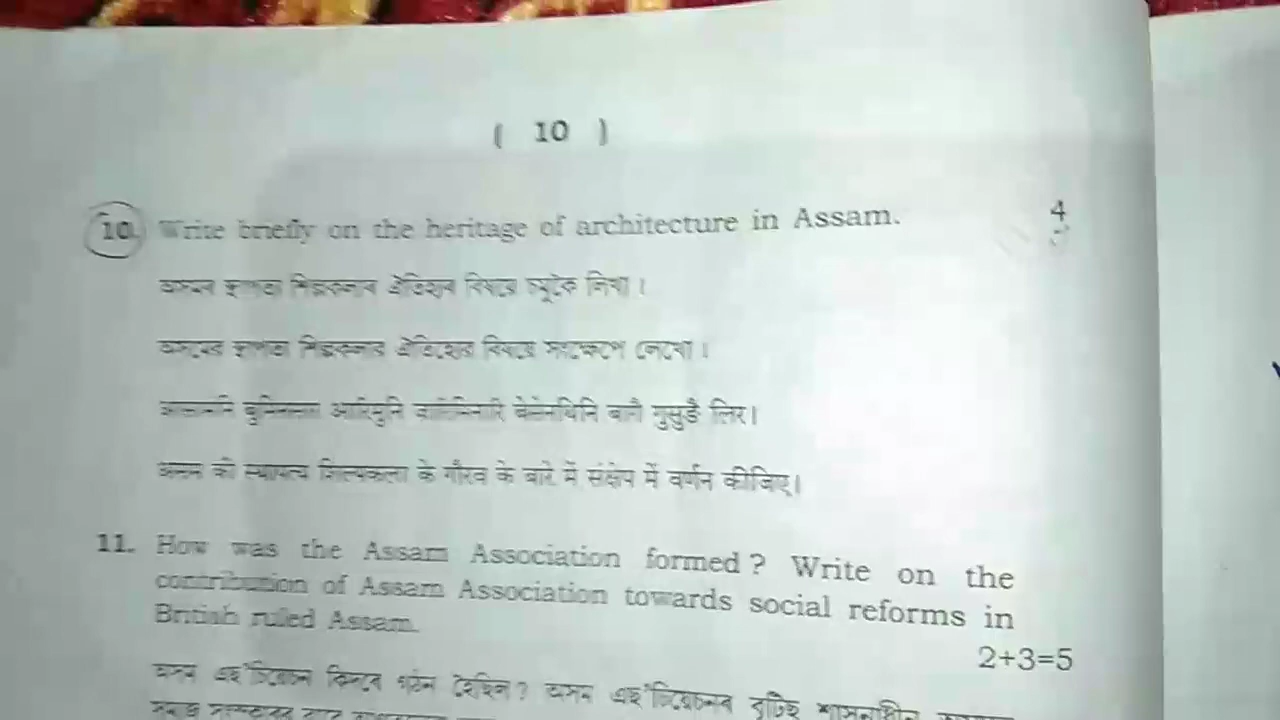 ( 10 )
10. Write briefly on the heritage of architecture in Assam. 4
অসমৰ স্থাপত্য শিল্পকলাৰ ঐতিহ্যৰ বিষয়ে চমুকৈ লিখা।
অসমের স্থাপত্য শিল্পকলার ঐতিহ্যের বিষয়ে সংক্ষেপে লেখো।
आरिमुनि बागै गुसुङै लिर।
असम की स्थापत्य शिल्पकला के गौरव के बारे में संक्षेप में वर्णन कीजिए।
11. How was the Assam Association formed? Write on the
contribution of Assam Association towards social reforms in
British ruled Assam.
2+3=5
অসম এছ'চিয়েচন কিদৰে গঠন হৈছিল? অসম এছ'চিয়েচনৰ বৃটিছ শাসনাধীন